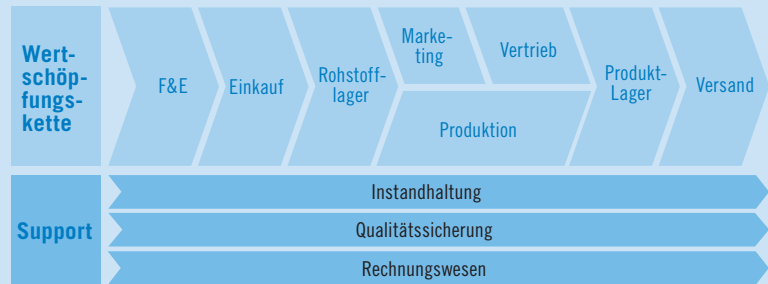 Wert-
schöp-
fungs-
kette
F&E
Einkauf
Rohstoff-
lager
Marke-
ting
Vertrieb
Produktion
Produkt-
Lager
Versand
Support
Instandhaltung
Qualitätssicherung
Rechnungswesen